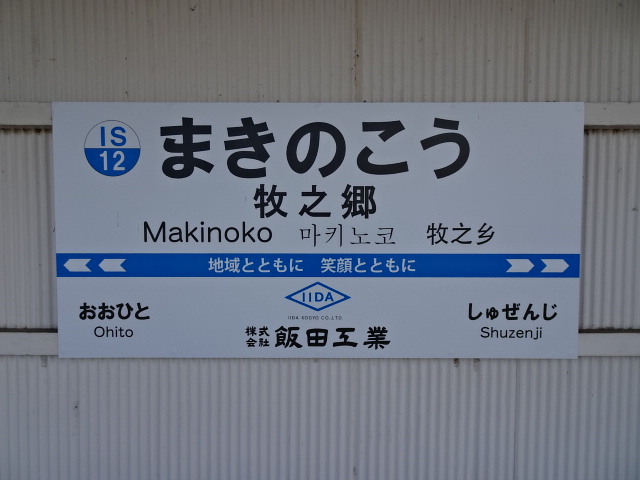 IS
12
まきのこう
牧之郷
Makinoko 마키노코 牧之乡
地域とともに 笑顔とともに
おおひと
Ohito
IIDA
IIDA KOGYO CO.,LTD.
株式会社 飯田工業
しゅぜんじ
Shuzenji